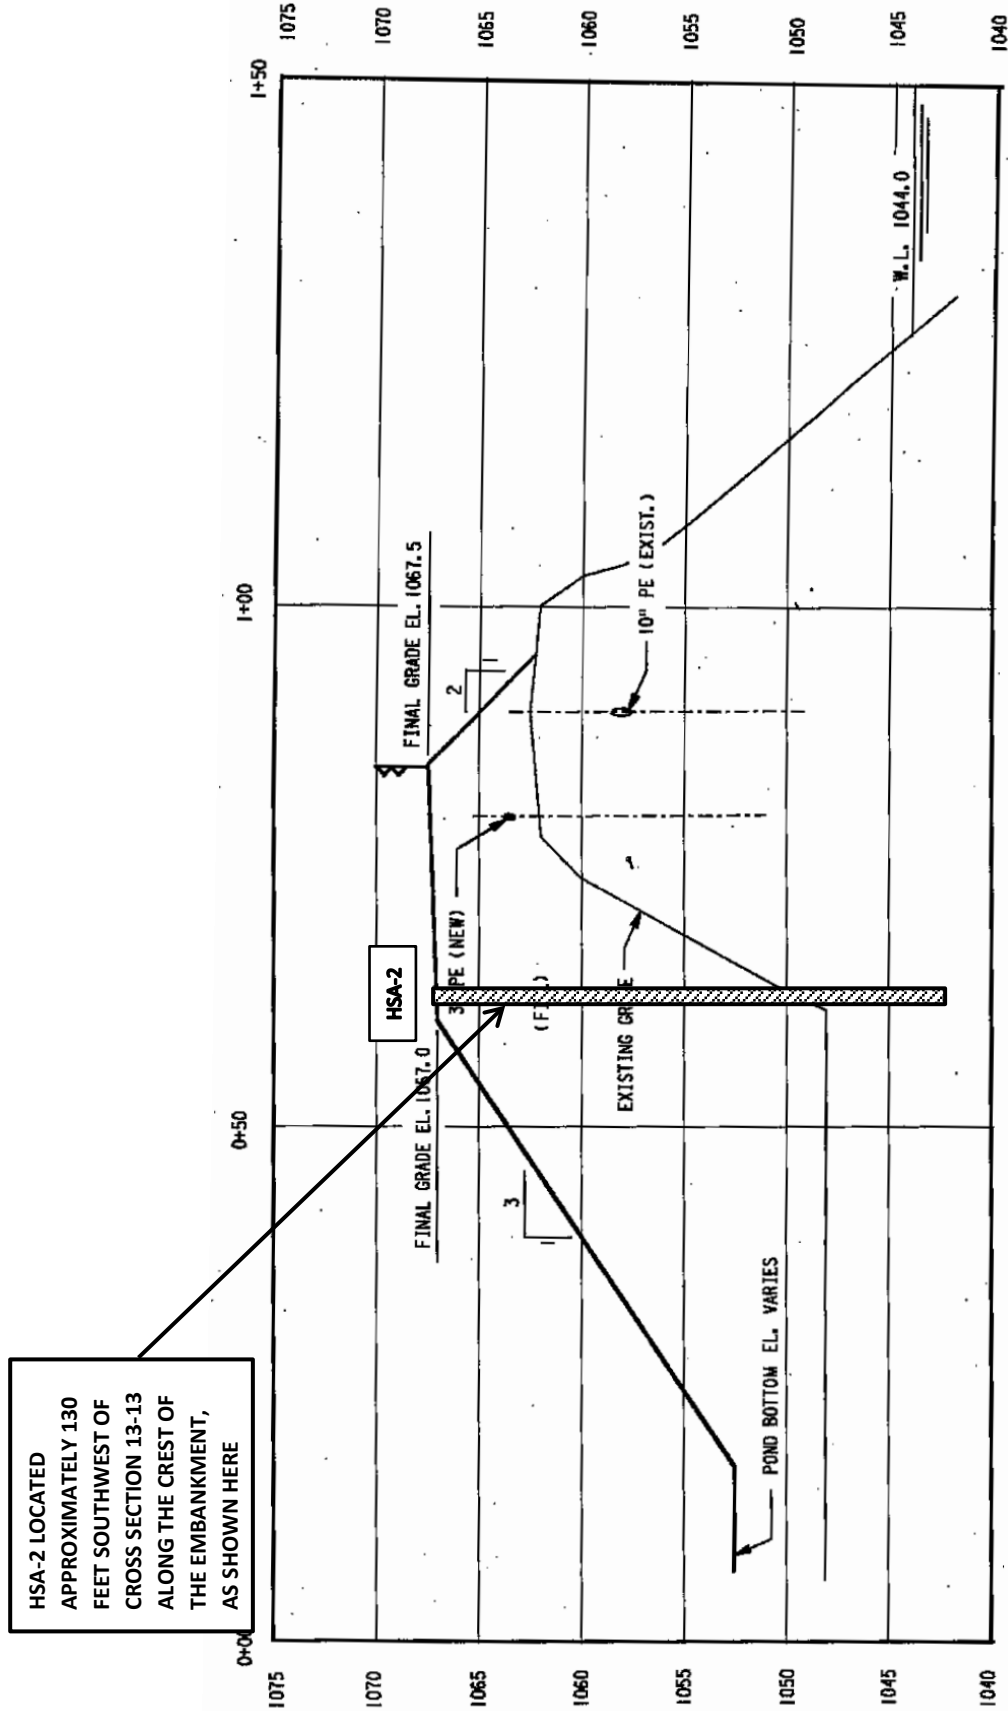 HSA-2 LOCATED
APPROXIMATELY 130
FEET SOUTHWEST OF
CROSS SECTION 13-13
ALONG THE CREST OF
THE EMBANKMENT,
AS SHOWN HERE
0+00
0+50
1+00
1+50
1075
1070
1065
1060
1055
1050
1045
1040
1075
1070
1065
1060
1055
1050
1045
HSA-2
FINAL GRADE EL. 1067.0
FINAL GRADE EL. 1067.5
3
1
2
1
PE (NEW)
EXISTING
10" PE (EXIST.)
POND BOTTOM EL. VARIES
W.L. 1044.0